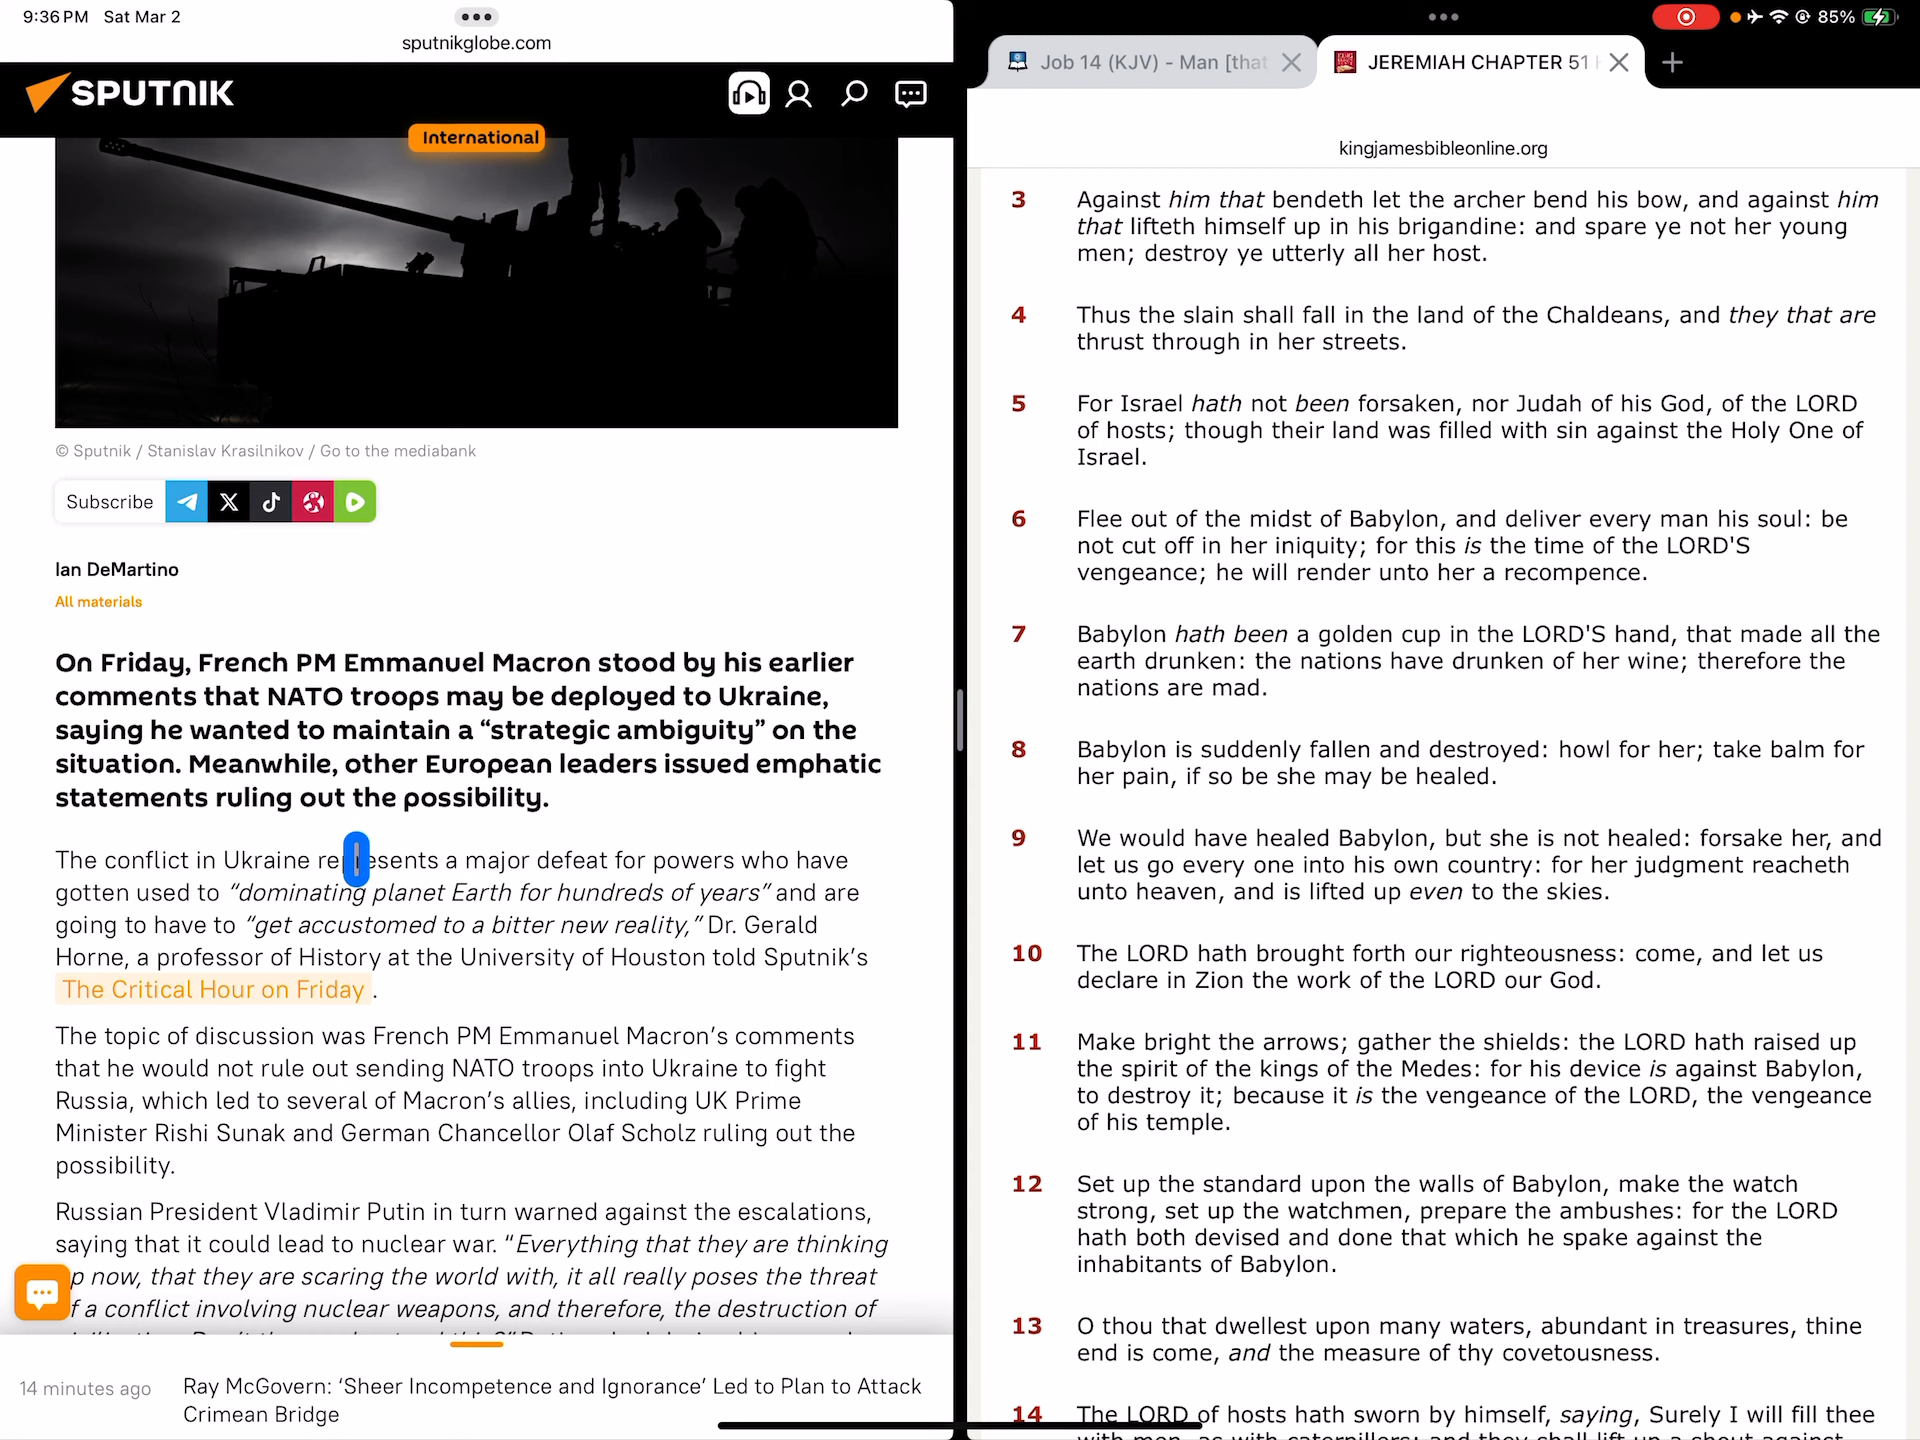 9:36 PM Sat Mar 2
sputnikglobe.com
SPUTNIK
International
© Sputnik / Stanislav Krasilnikov / Go to the mediabank
Subscribe
Ian DeMartino
All materials
On Friday, French PM Emmanuel Macron stood by his earlier
comments that NATO troops may be deployed to Ukraine,
saying he wanted to maintain a “strategic ambiguity” on the
situation. Meanwhile, other European leaders issued emphatic
statements ruling out the possibility.
The conflict in Ukraine represents a major defeat for powers who have
gotten used to “dominating planet Earth for hundreds of years” and are
going to have to “get accustomed to a bitter new reality,” Dr. Gerald
Horne, a professor of History at the University of Houston told Sputnik’s
The Critical Hour on Friday.
The topic of discussion was French PM Emmanuel Macron’s comments
that he would not rule out sending NATO troops into Ukraine to fight
Russia, which led to several of Macron’s allies, including UK Prime
Minister Rishi Sunak and German Chancellor Olaf Scholz ruling out the
possibility.
Russian President Vladimir Putin in turn warned against the escalations,
saying that it could lead to nuclear war. “Everything that they are thinking
now, that they are scaring the world with, it all really poses the threat
a conflict involving nuclear weapons, and therefore, the destruction of
14 minutes ago
Ray McGovern: ‘Sheer Incompetence and Ignorance’ Led to Plan to Attack
Crimean Bridge
85%
Job 14 (KJV) - Man [that
JEREMIAH CHAPTER 51
kingjamesbibleonline.org
3 Against him that bendeth let the archer bend his bow, and against him
that lifteth himself up in his brigandine: and spare ye not her young
men; destroy ye utterly all her host.
4 Thus the slain shall fall in the land of the Chaldeans, and they that are
thrust through in her streets.
5 For Israel hath not been forsaken, nor Judah of his God, of the LORD
of hosts; though their land was filled with sin against the Holy One of
Israel.
6 Flee out of the midst of Babylon, and deliver every man his soul: be
not cut off in her iniquity; for this is the time of the LORD'S
vengeance; he will render unto her a recompence.
7 Babylon hath been a golden cup in the LORD'S hand, that made all the
earth drunken: the nations have drunken of her wine; therefore the
nations are mad.
8 Babylon is suddenly fallen and destroyed: howl for her; take balm for
her pain, if so be she may be healed.
9 We would have healed Babylon, but she is not healed: forsake her, and
let us go every one into his own country: for her judgment reacheth
unto heaven, and is lifted up even to the skies.
10 The LORD hath brought forth our righteousness: come, and let us
declare in Zion the work of the LORD our God.
11 Make bright the arrows; gather the shields: the LORD hath raised up
the spirit of the kings of the Medes: for his device is against Babylon,
to destroy it; because it is the vengeance of the LORD, the vengeance
of his temple.
12 Set up the standard upon the walls of Babylon, make the watch
strong, set up the watchmen, prepare the ambushes: for the LORD
hath both devised and done that which he spake against the
inhabitants of Babylon.
13 O thou that dwellest upon many waters, abundant in treasures, thine
end is come, and the measure of thy covetousness.
14 The LORD of hosts hath sworn by himself, saying, Surely I will fill thee